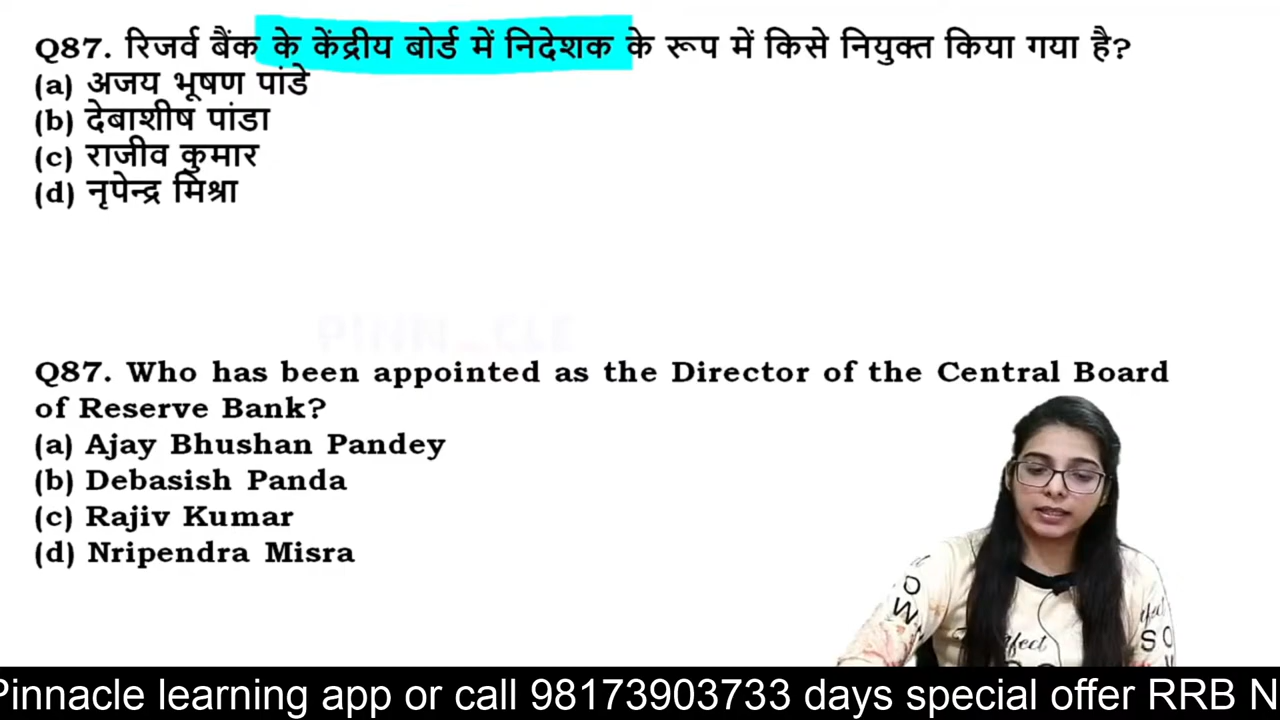 Q87. रिजर्व बैंक के केंद्रीय बोर्ड में निदेशक के रूप में किसे नियुक्त किया गया है?
(a) अजय भूषण पांडे
(b) देबाशीष पांडा
(c) राजीव कुमार
(d) नृपेन्द्र मिश्रा
PINN_CLE
Q87. Who has been appointed as the Director of the Central Board
of Reserve Bank?
(a) Ajay Bhushan Pandey
(b) Debasish Panda
(c) Rajiv Kumar
(d) Nripendra Misra
Pinnacle learning app or call 98173903733 days special offer RRB N